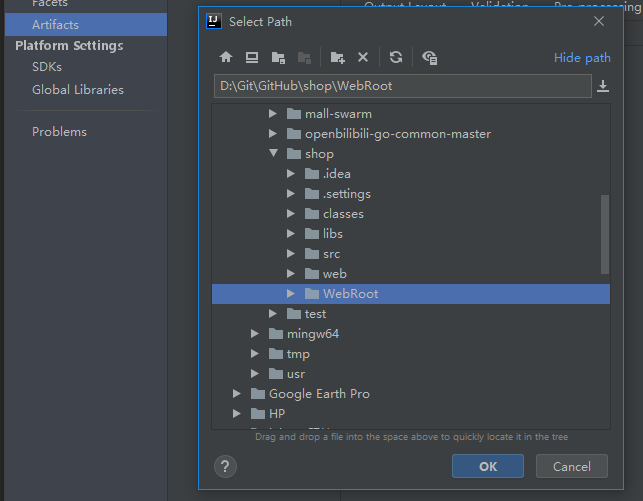 Facets
Artifacts
Platform Settings
SDKs
Global Libraries
Problems
Output Layout Validation Pre-processing
Select Path
Hide path
D:\Git\GitHub\shop\WebRoot
mall-swarm
openbilibili-go-common-master
shop
.idea
.settings
classes
libs
src
web
WebRoot
test
mingw64
tmp
usr
Google Earth Pro
HP
Drag and drop a file into the space above to quickly locate it in the tree
?
OK
Cancel